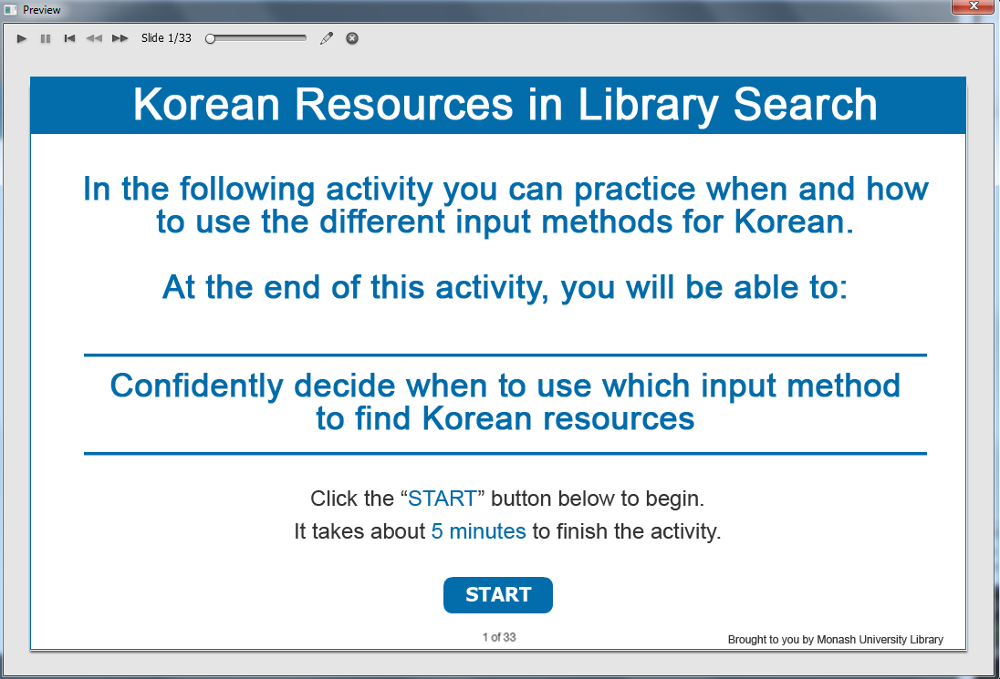 Preview
Slide 1/33
Korean Resources in Library Search
In the following activity you can practice when and how
to use the different input methods for Korean.
At the end of this activity, you will be able to:
Confidently decide when to use which input method
to find Korean resources
Click the “START” button below to begin.
It takes about 5 minutes to finish the activity.
START
1 of 33
Brought to you by Monash University Library